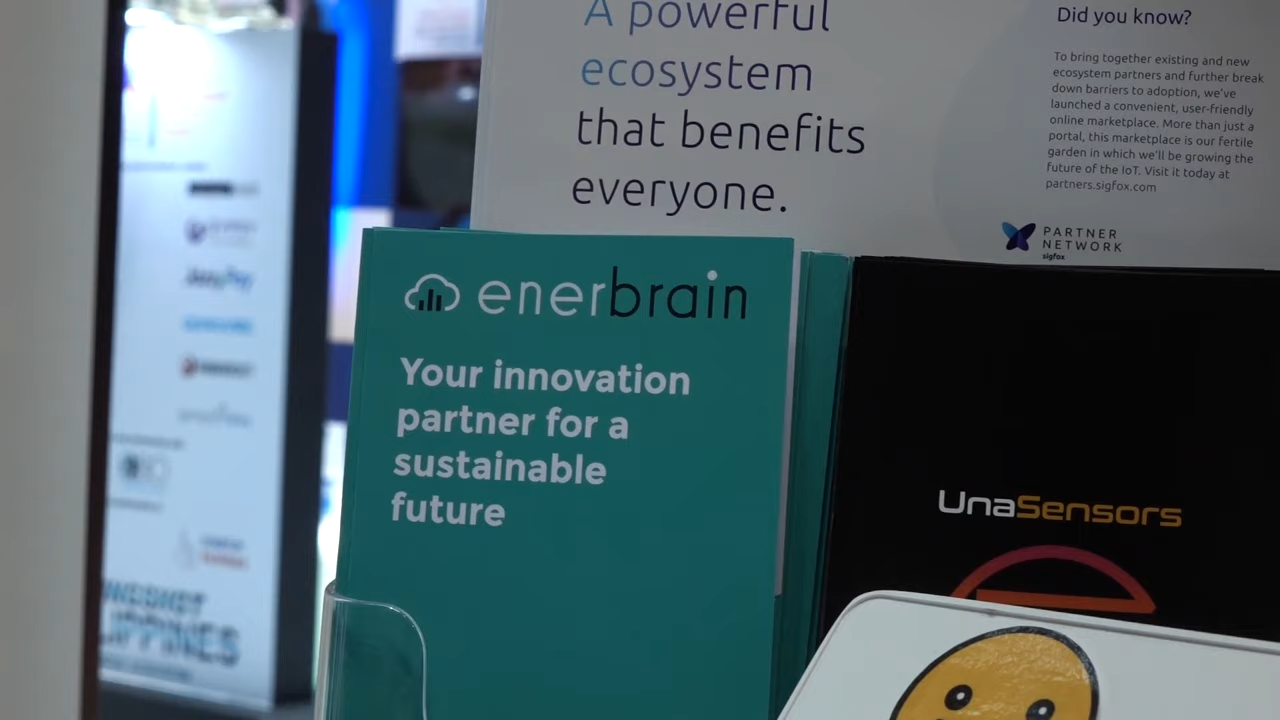 A powerful
ecosystem
that benefits
everyone.
Did you know?
To bring together existing and new
ecosystem partners and further break
down barriers to adoption, we've
launched a convenient, user-friendly
online marketplace. More than just a
portal, this marketplace is our fertile
garden in which we'll be growing the
future of the IoT. Visit it today at
partners.sigfox.com
PARTNER
NETWORK
sigfox
enerbrain
Your innovation
partner for a
sustainable
future
UnaSensors